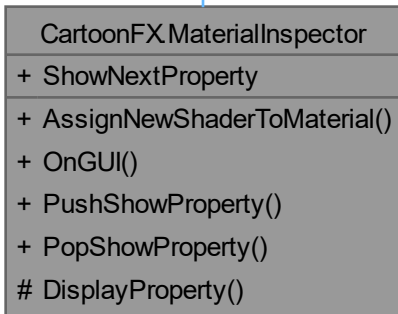 CartoonFX.MaterialInspector
+ ShowNextProperty
+ AssignNewShaderToMaterial()
+ OnGUI()
+ PushShowProperty()
+ PopShowProperty()
# DisplayProperty()